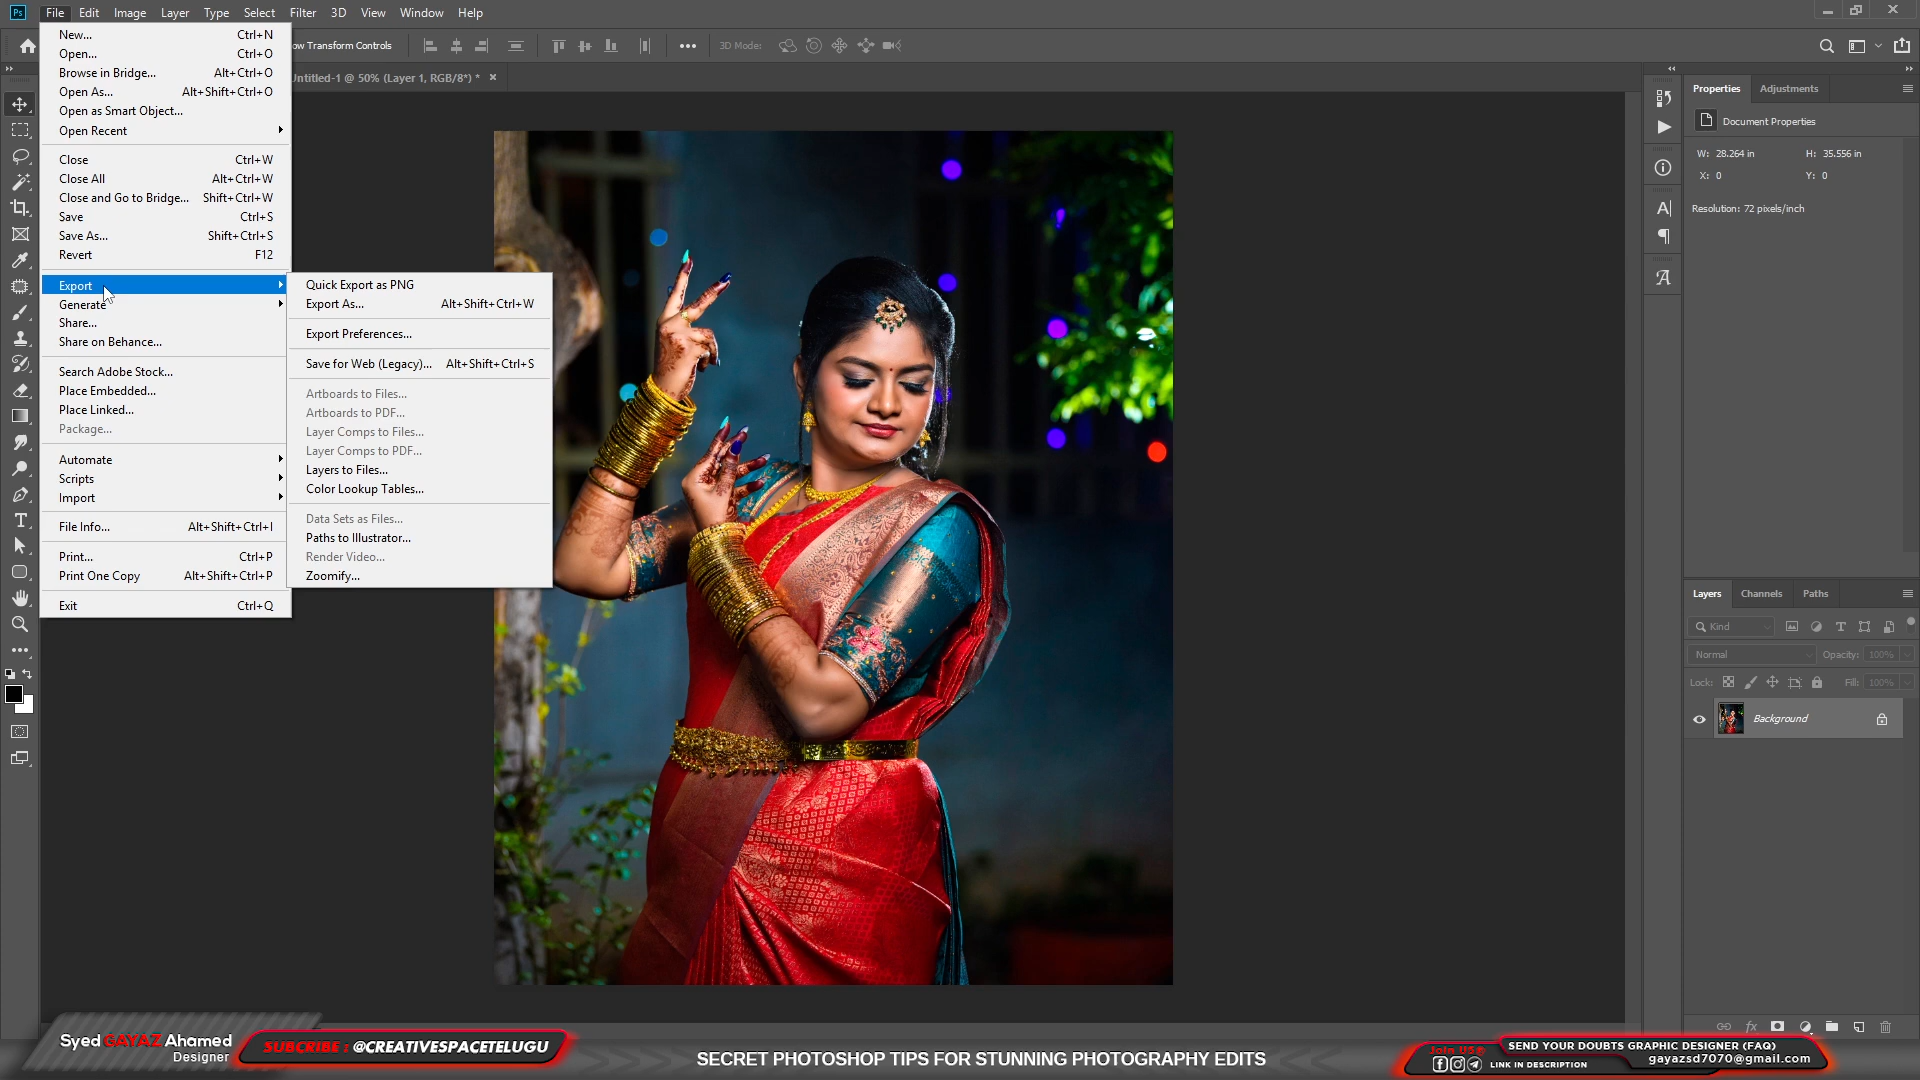 Ps File Edit Image Layer Type Select Filter 3D View Window Help
New... Ctrl+N
Open... Ctrl+O
Browse in Bridge... Alt+Ctrl+O
Open As... Alt+Shift+Ctrl+O
Open as Smart Object...
Open Recent
Close Ctrl+W
Close All Alt+Ctrl+W
Close and Go to Bridge... Shift+Ctrl+W
Save Ctrl+S
Save As... Shift+Ctrl+S
Revert F12
Export
Generate
Share...
Share on Behance...
Search Adobe Stock...
Place Embedded...
Place Linked...
Package...
Automate
Scripts
Import
File Info... Alt+Shift+Ctrl+I
Print... Ctrl+P
Print One Copy Alt+Shift+Ctrl+P
Exit Ctrl+Q
Quick Export as PNG
Export As... Alt+Shift+Ctrl+W
Export Preferences...
Save for Web (Legacy)... Alt+Shift+Ctrl+S
Artboards to Files...
Artboards to PDF...
Layer Comps to Files...
Layer Comps to PDF...
Layers to Files...
Color Lookup Tables...
Data Sets as Files...
Paths to Illustrator...
Render Video...
Zoomify...
Transform Controls 3D Mode:
Untitled-1 @ 50% (Layer 1, RGB/8*) *
Properties Adjustments
Document Properties
W: 28.264 in H: 35.556 in
X: 0 Y: 0
Resolution: 72 pixels/inch
Layers Channels Paths
Kind
Normal Opacity: 100%
Lock: Fill: 100%
Background
Syed GAYAZ Ahamed
Designer
SUBCRIBE : @CREATIVESPACETELUGU
SECRET PHOTOSHOP TIPS FOR STUNNING PHOTOGRAPHY EDITS
Join US@
LINK IN DESCRIPTION
SEND YOUR DOUBTS GRAPHIC DESIGNER (FAQ)
gayazsd7070@gmail.com